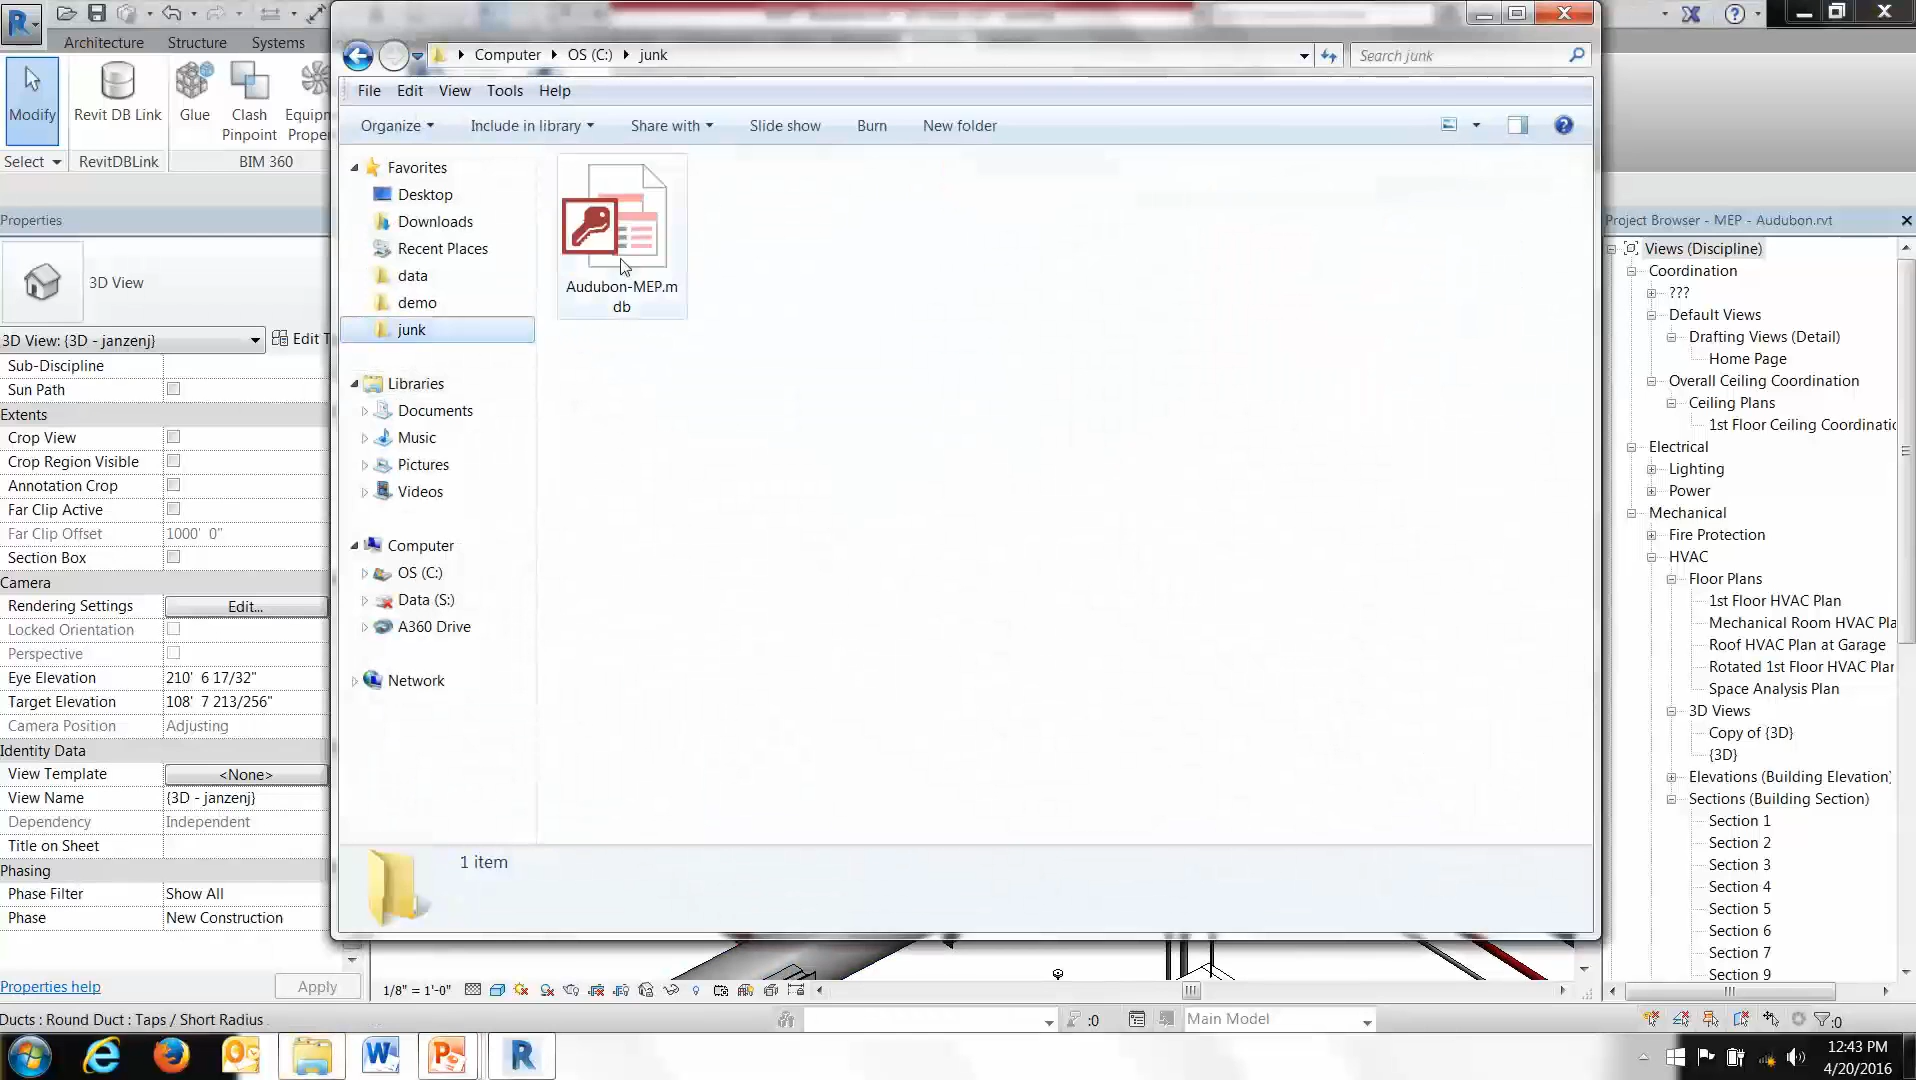 Architecture Structure Systems
Modify
Revit DB Link
Glue
Clash
Pinpoint
Equip
Proper
Select
RevitDBLink
BIM 360
Computer OS (C:) junk
Search junk
File Edit View Tools Help
Organize Include in library Share with Slide show Burn New folder
Favorites
Desktop
Downloads
Recent Places
data
demo
junk
Libraries
Documents
Music
Pictures
Videos
Computer
OS (C:)
Data (S:)
A360 Drive
Network
Audubon-MEP.m
db
1 item
Properties
3D View
3D View: {3D - janzenj}
Edit T
Sub-Discipline
Sun Path
Extents
Crop View
Crop Region Visible
Annotation Crop
Far Clip Active
Far Clip Offset 1000' 0"
Section Box
Camera
Rendering Settings Edit...
Locked Orientation
Perspective
Eye Elevation 210' 6 17/32"
Target Elevation 108' 7 213/256"
Camera Position Adjusting
Identity Data
View Template <None>
View Name {3D - janzenj}
Dependency Independent
Title on Sheet
Phasing
Phase Filter Show All
Phase New Construction
Properties help
Apply
Project Browser - MEP - Audubon.rvt
Views (Discipline)
Coordination
???
Default Views
Drafting Views (Detail)
Home Page
Overall Ceiling Coordination
Ceiling Plans
1st Floor Ceiling Coordinatio
Electrical
Lighting
Power
Mechanical
Fire Protection
HVAC
Floor Plans
1st Floor HVAC Plan
Mechanical Room HVAC Pla
Roof HVAC Plan at Garage
Rotated 1st Floor HVAC Plan
Space Analysis Plan
3D Views
Copy of {3D}
{3D}
Elevations (Building Elevation)
Sections (Building Section)
Section 1
Section 2
Section 3
Section 4
Section 5
Section 6
Section 7
Section 9
1/8" = 1'-0"
Ducts : Round Duct : Taps / Short Radius
:0
Main Model
:0
12:43 PM
4/20/2016